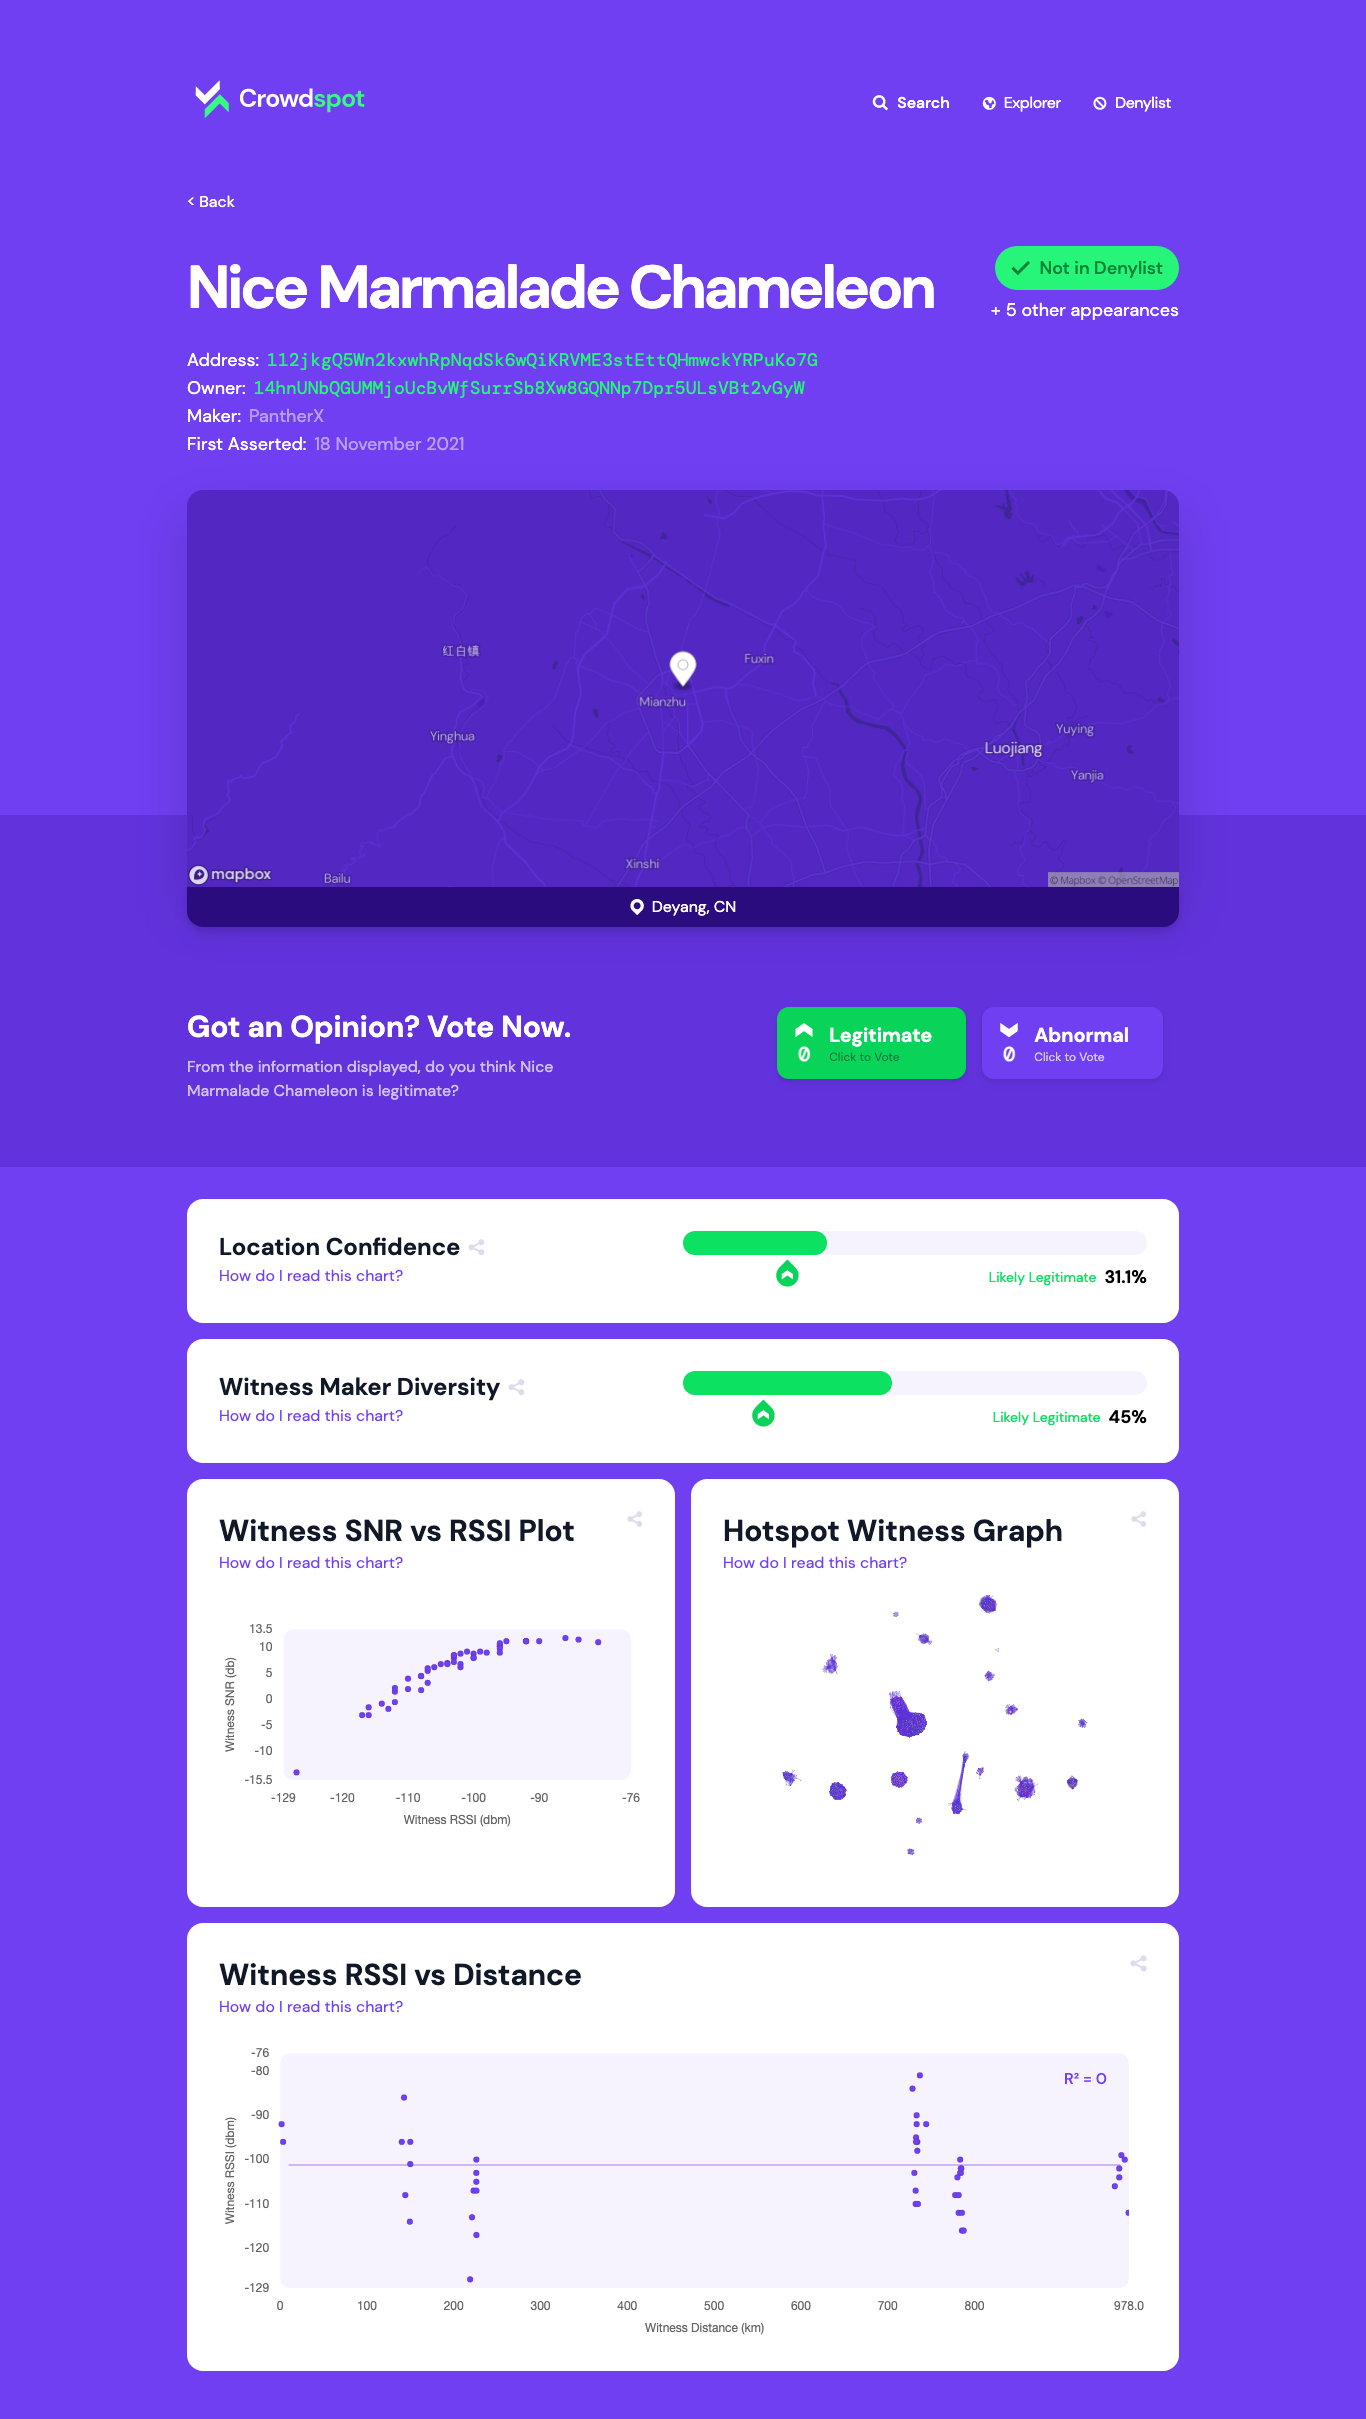 Crowdspot
Search
Explorer
Denylist
< Back
Nice Marmalade Chameleon
Not in Denylist
+ 5 other appearances
Address: 112jkgQ5Wn2kxwhRpNqdSk6wQiKRVME3stEttQHmwckYRPuKo7G
Owner: 14hnUNbQGUMMjoUcBvWfSurrSb8Xw8GQNNp7Dpr5ULsVBt2vGyW
Maker: PantherX
First Asserted: 18 November 2021
红白镇
Fuxin
Mianzhu
Yinghua
Yuying
Luojiang
Yanjia
Xinshi
Bailu
mapbox
© Mapbox © OpenStreetMap
Deyang, CN
Got an Opinion? Vote Now.
From the information displayed, do you think Nice
Marmalade Chameleon is legitimate?
Legitimate
0 Click to Vote
Abnormal
0 Click to Vote
Location Confidence
How do I read this chart?
Likely Legitimate 31.1%
Witness Maker Diversity
How do I read this chart?
Likely Legitimate 45%
Witness SNR vs RSSI Plot
How do I read this chart?
13.5
10
5
0
-5
-10
-15.5
Witness SNR (db)
-129 -120 -110 -100 -90 -76
Witness RSSI (dbm)
Hotspot Witness Graph
How do I read this chart?
Witness RSSI vs Distance
How do I read this chart?
R² = 0
-76
-80
-90
-100
-110
-120
-129
Witness RSSI (dbm)
0 100 200 300 400 500 600 700 800 978.0
Witness Distance (km)